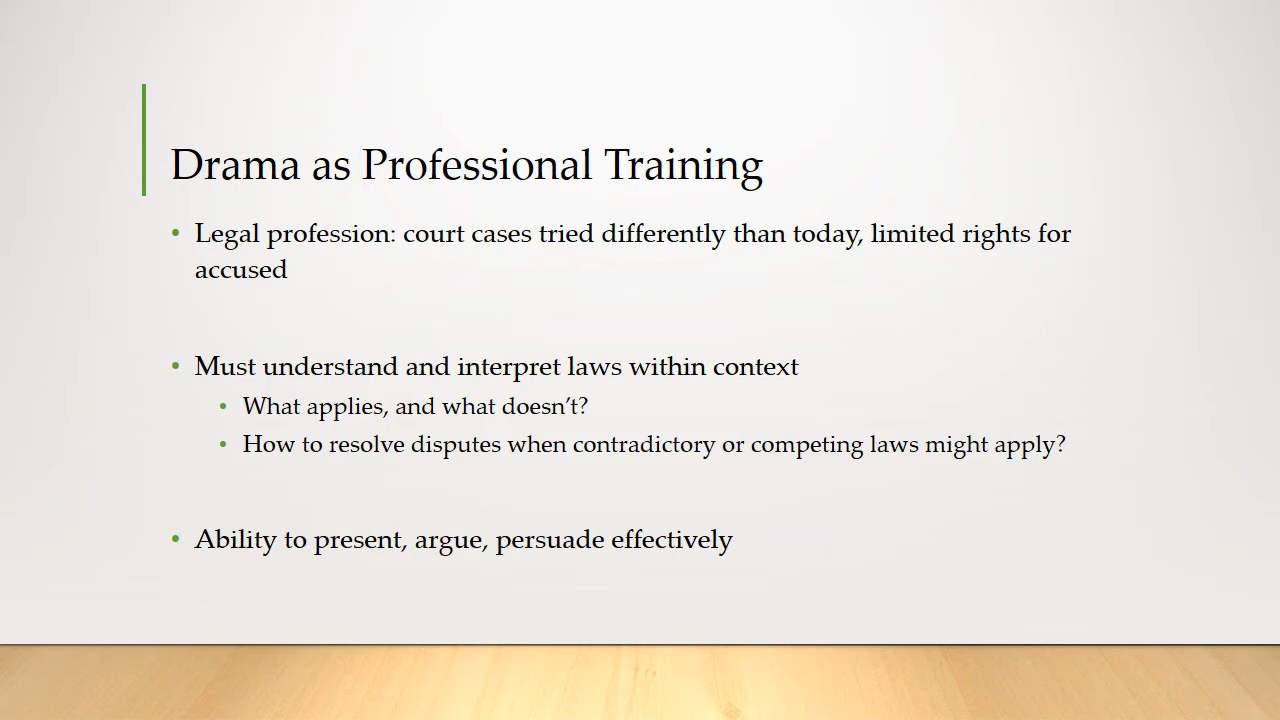 Drama as Professional Training
• Legal profession: court cases tried differently than today, limited rights for
accused
• Must understand and interpret laws within context
• What applies, and what doesn’t?
• How to resolve disputes when contradictory or competing laws might apply?
• Ability to present, argue, persuade effectively